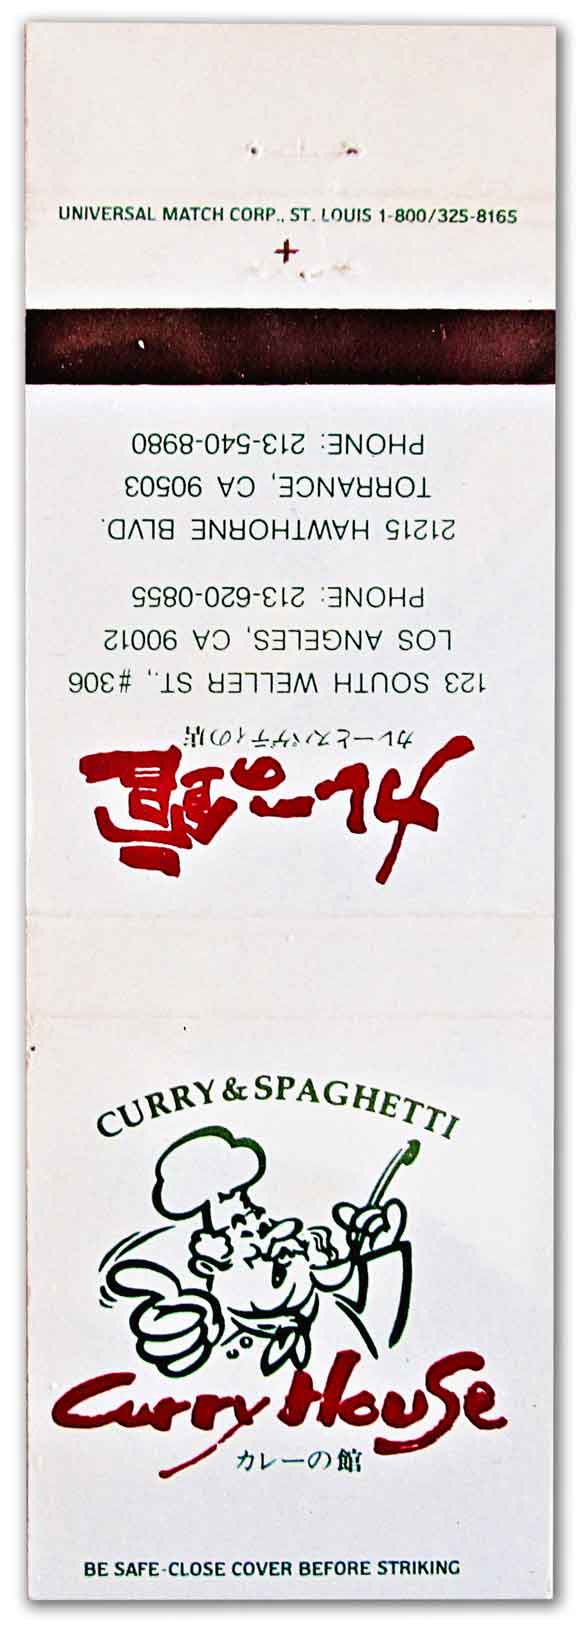 UNIVERSAL MATCH CORP., ST. LOUIS 1-800/325-8165
+
カレーの館
カレーとスパゲティの店
123 SOUTH WELLER ST., #306
LOS ANGELES, CA 90012
PHONE: 213-620-0855
21215 HAWTHORNE BLVD.
TORRANCE, CA 90503
PHONE: 213-540-8980
CURRY & SPAGHETTI
Curry House
カレーの館
BE SAFE-CLOSE COVER BEFORE STRIKING